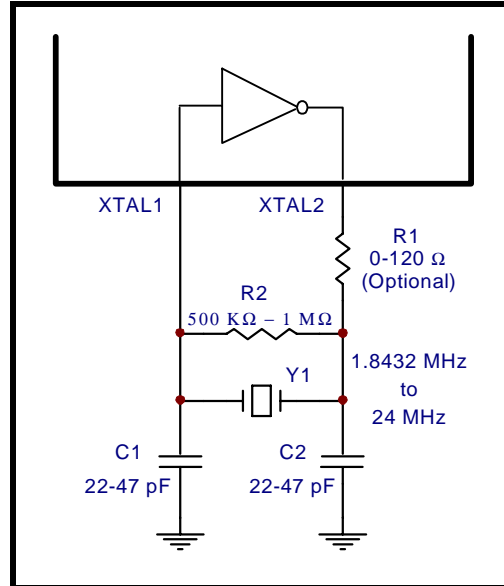 XTAL1
XTAL2
R1
0-120 Ω
(Optional)
R2
500 KΩ – 1 MΩ
Y1
1.8432 MHz
to
24 MHz
C1
22-47 pF
C2
22-47 pF